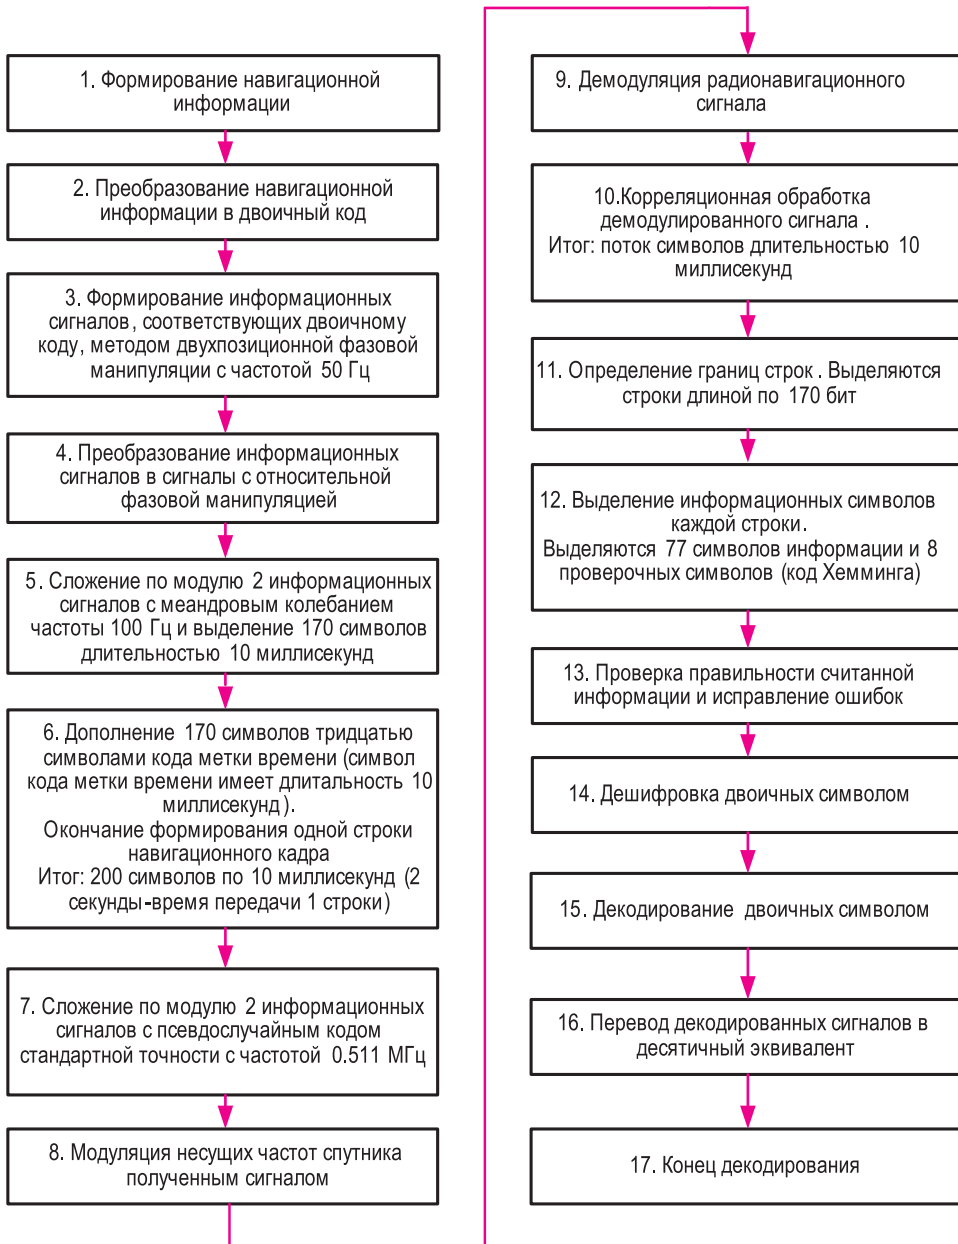 1. Формирование навигационной
информации
2. Преобразование навигационной
информации в двоичный код
3. Формирование информационных
сигналов, соответствующих двоичному
коду, методом двухпозиционной фазовой
манипуляции с частотой 50 Гц
4. Преобразование информационных
сигналов в сигналы с относительной
фазовой манипуляцией
5. Сложение по модулю 2 информационных
сигналов с меандровым колебанием
частоты 100 Гц и выделение 170 символов
длительностью 10 миллисекунд
6. Дополнение 170 символов тридцатью
символами кода метки времени (символ
кода метки времени имеет длитальность 10
миллисекунд).
Окончание формирования одной строки
навигационного кадра
Итог: 200 символов по 10 миллисекунд (2
секунды-время передачи 1 строки)
7. Сложение по модулю 2 информационных
сигналов с псевдослучайным кодом
стандартной точности с частотой 0.511 МГц
8. Модуляция несущих частот спутника
полученным сигналом
9. Демодуляция радионавигационного
сигнала
10.Корреляционная обработка
демодулированного сигнала .
Итог: поток символов длительностью 10
миллисекунд
11. Определение границ строк . Выделяются
строки длиной по 170 бит
12. Выделение информационных символов
каждой строки.
Выделяются 77 символов информации и 8
проверочных символов (код Хемминга)
13. Проверка правильности считанной
информации и исправление ошибок
14. Дешифровка двоичных символом
15. Декодирование двоичных символом
16. Перевод декодированных сигналов в
десятичный эквивалент
17. Конец декодирования